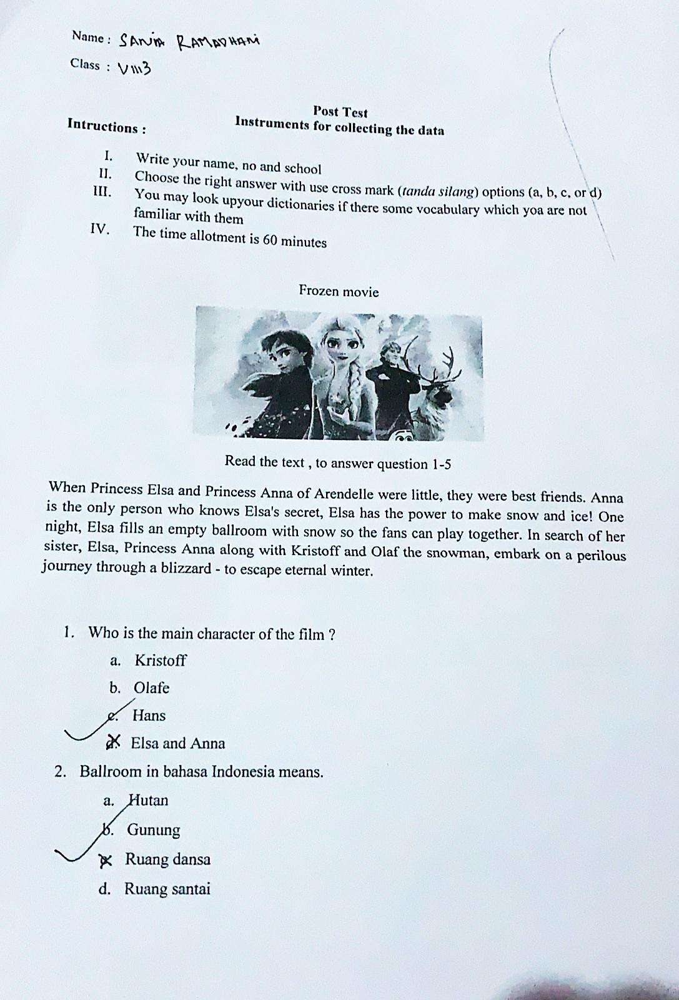 Name : SANIA RAMADHANI
Class : VIII3
Post Test
Instruments for collecting the data
Intructions :
I. Write your name, no and school
II. Choose the right answer with use cross mark (tanda silang) options (a, b, c, or d)
III. You may look upyour dictionaries if there some vocabulary which yoa are not
familiar with them
IV. The time allotment is 60 minutes
Frozen movie
Read the text , to answer question 1-5
When Princess Elsa and Princess Anna of Arendelle were little, they were best friends. Anna
is the only person who knows Elsa's secret, Elsa has the power to make snow and ice! One
night, Elsa fills an empty ballroom with snow so the fans can play together. In search of her
sister, Elsa, Princess Anna along with Kristoff and Olaf the snowman, embark on a perilous
journey through a blizzard - to escape eternal winter.
1. Who is the main character of the film ?
a. Kristoff
b. Olafe
c. Hans
d. Elsa and Anna
2. Ballroom in bahasa Indonesia means.
a. Hutan
b. Gunung
c. Ruang dansa
d. Ruang santai